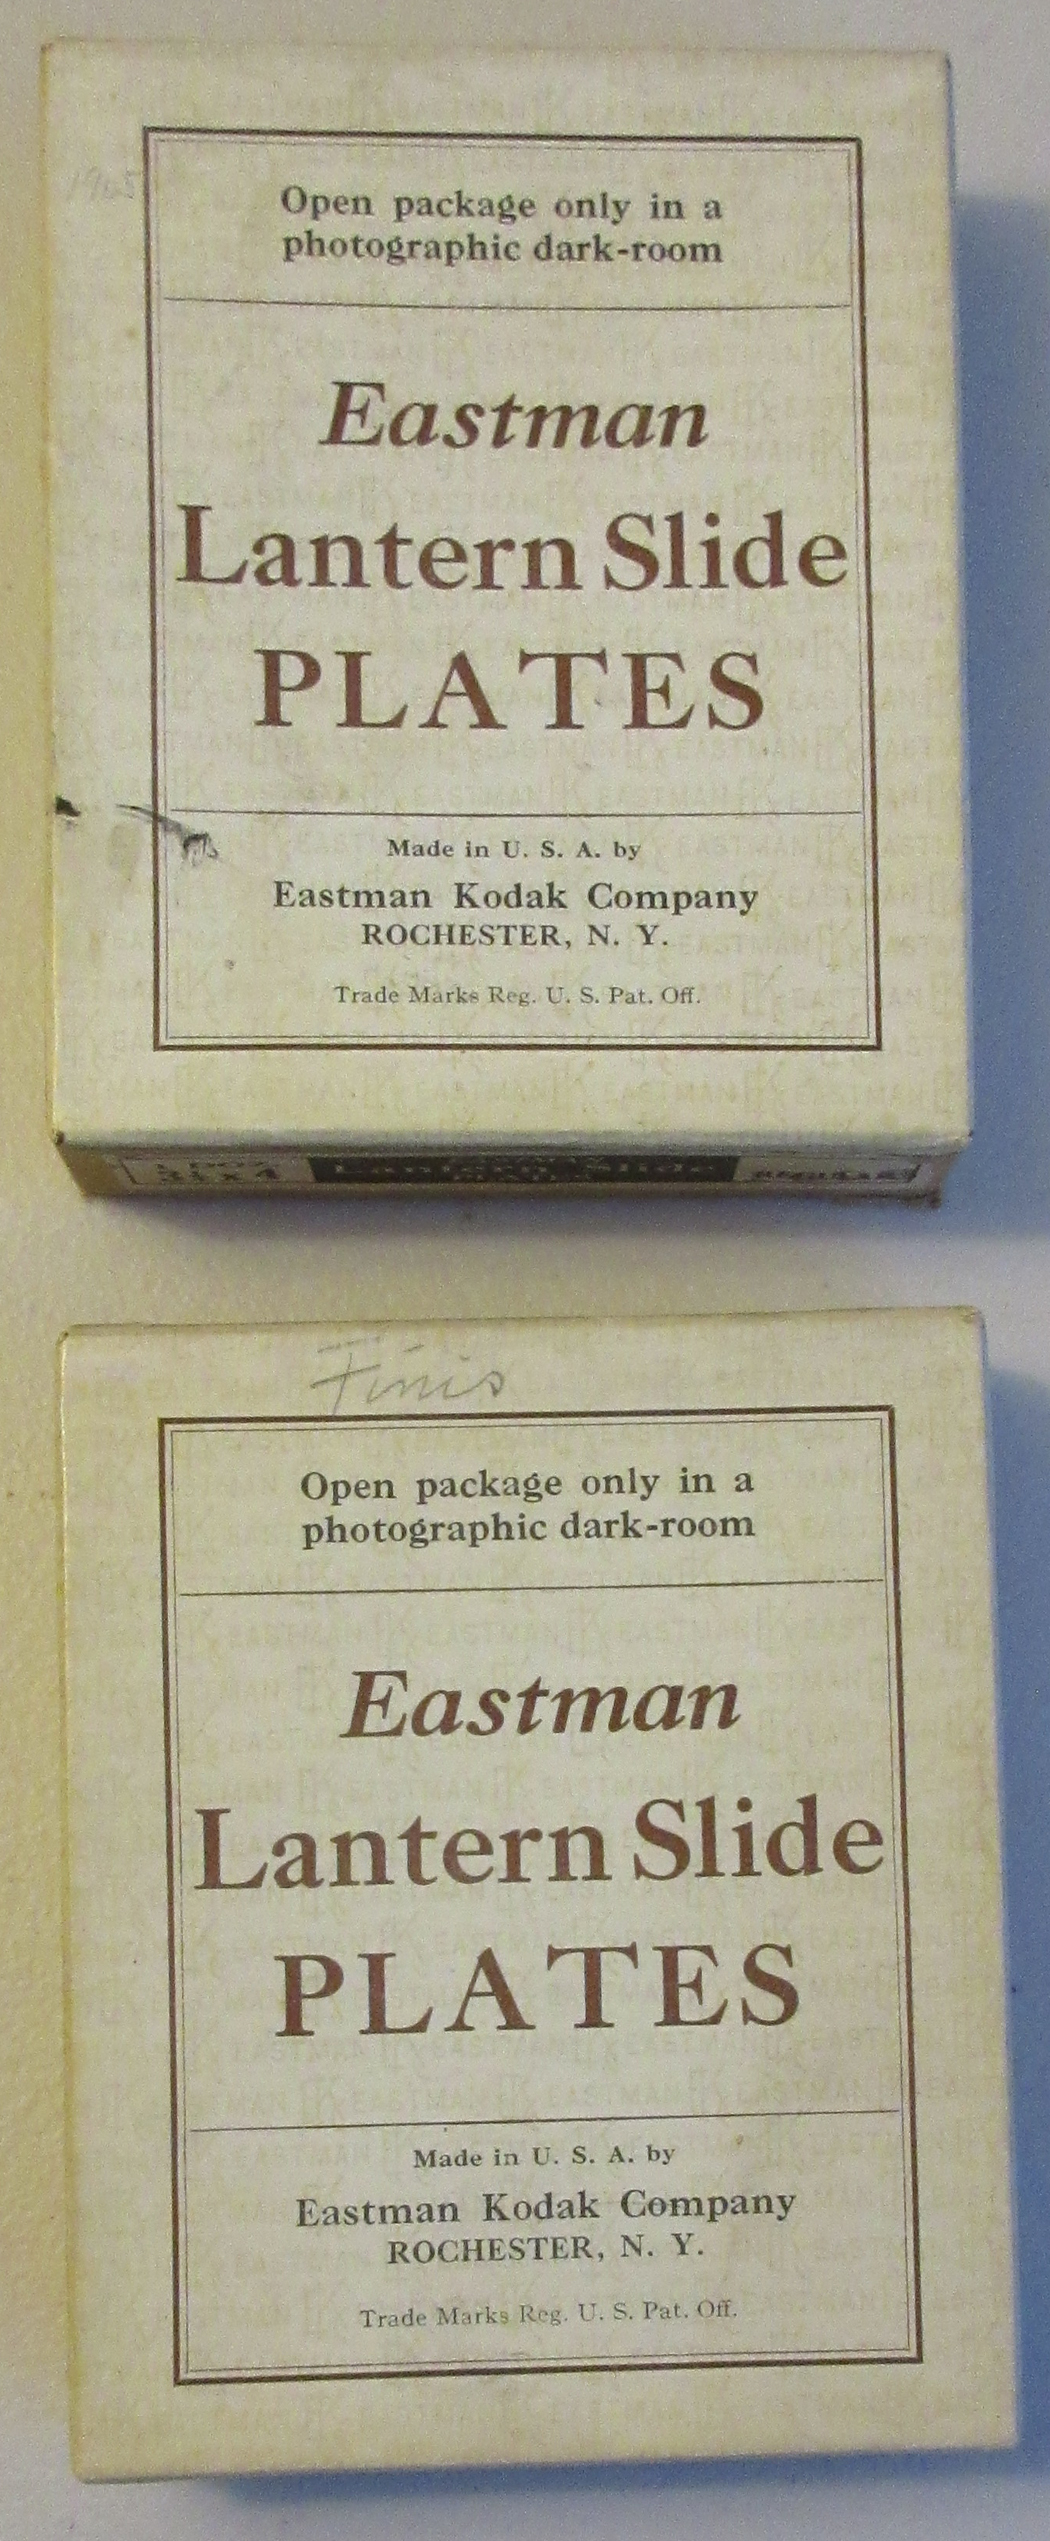 Open package only in a
photographic dark-room
Eastman
Lantern Slide
PLATES
Made in U. S. A. by
Eastman Kodak Company
ROCHESTER, N. Y.
Trade Marks Reg. U. S. Pat. Off.
Lantern Slide
Finis
Open package only in a
photographic dark-room
Eastman
Lantern Slide
PLATES
Made in U. S. A. by
Eastman Kodak Company
ROCHESTER, N. Y.
Trade Marks Reg. U. S. Pat. Off.